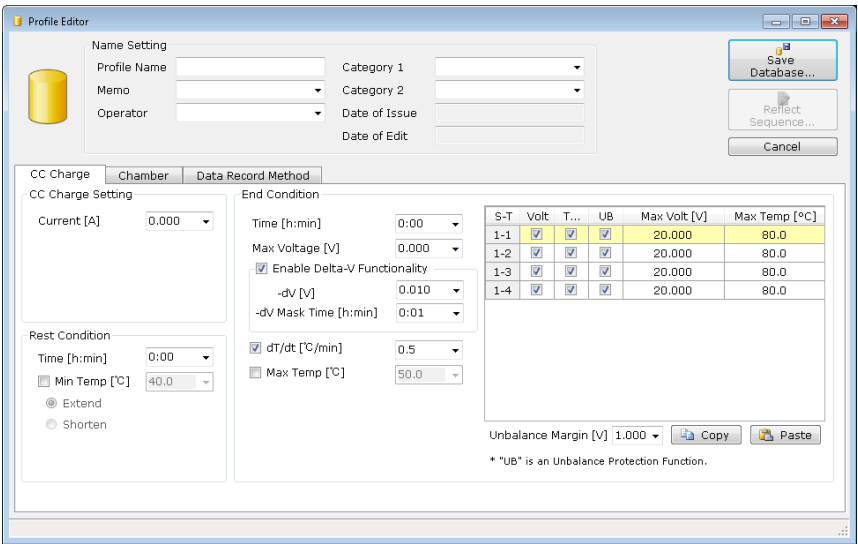 Profile Editor
Name Setting
Profile Name
Category 1
Memo
Category 2
Operator
Date of Issue
Date of Edit
Save
Database...
Reflect
Sequence...
Cancel
CC Charge
Chamber
Data Record Method
CC Charge Setting
Current [A] 0.000
Rest Condition
Time [h:min] 0:00
Min Temp [℃] 40.0
Extend
Shorten
End Condition
Time [h:min] 0:00
Max Voltage [V] 0.000
Enable Delta-V Functionality
-dV [V] 0.010
-dV Mask Time [h:min] 0:01
dT/dt [℃/min] 0.5
Max Temp [℃] 50.0
S-T Volt T... UB Max Volt [V] Max Temp [°C]
1-1 20.000 80.0
1-2 20.000 80.0
1-3 20.000 80.0
1-4 20.000 80.0
Unbalance Margin [V] 1.000 Copy Paste
* "UB" is an Unbalance Protection Function.